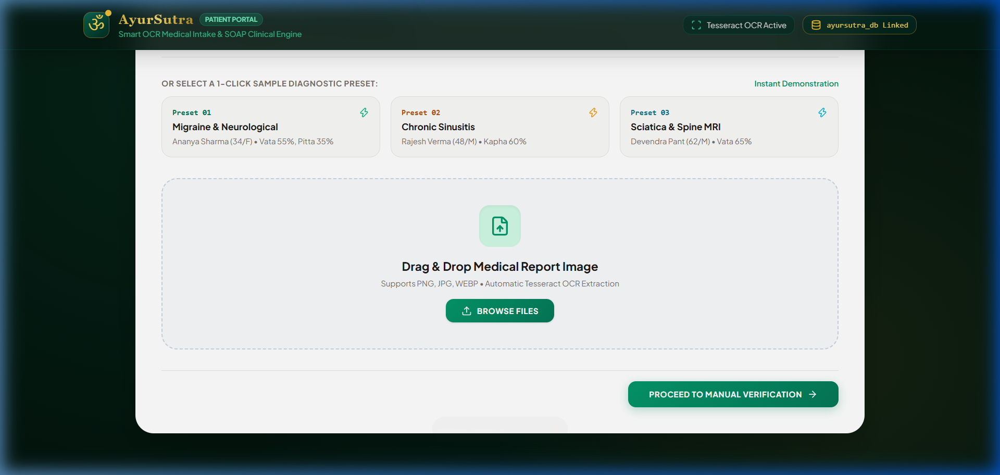 ॐ
AyurSutra
PATIENT PORTAL
Smart OCR Medical Intake & SOAP Clinical Engine
Tesseract OCR Active
ayursutra_db Linked
OR SELECT A 1-CLICK SAMPLE DIAGNOSTIC PRESET:
Instant Demonstration
Preset 01
Migraine & Neurological
Ananya Sharma (34/F) • Vata 55%, Pitta 35%
Preset 02
Chronic Sinusitis
Rajesh Verma (48/M) • Kapha 60%
Preset 03
Sciatica & Spine MRI
Devendra Pant (62/M) • Vata 65%
Drag & Drop Medical Report Image
Supports PNG, JPG, WEBP • Automatic Tesseract OCR Extraction
BROWSE FILES
PROCEED TO MANUAL VERIFICATION